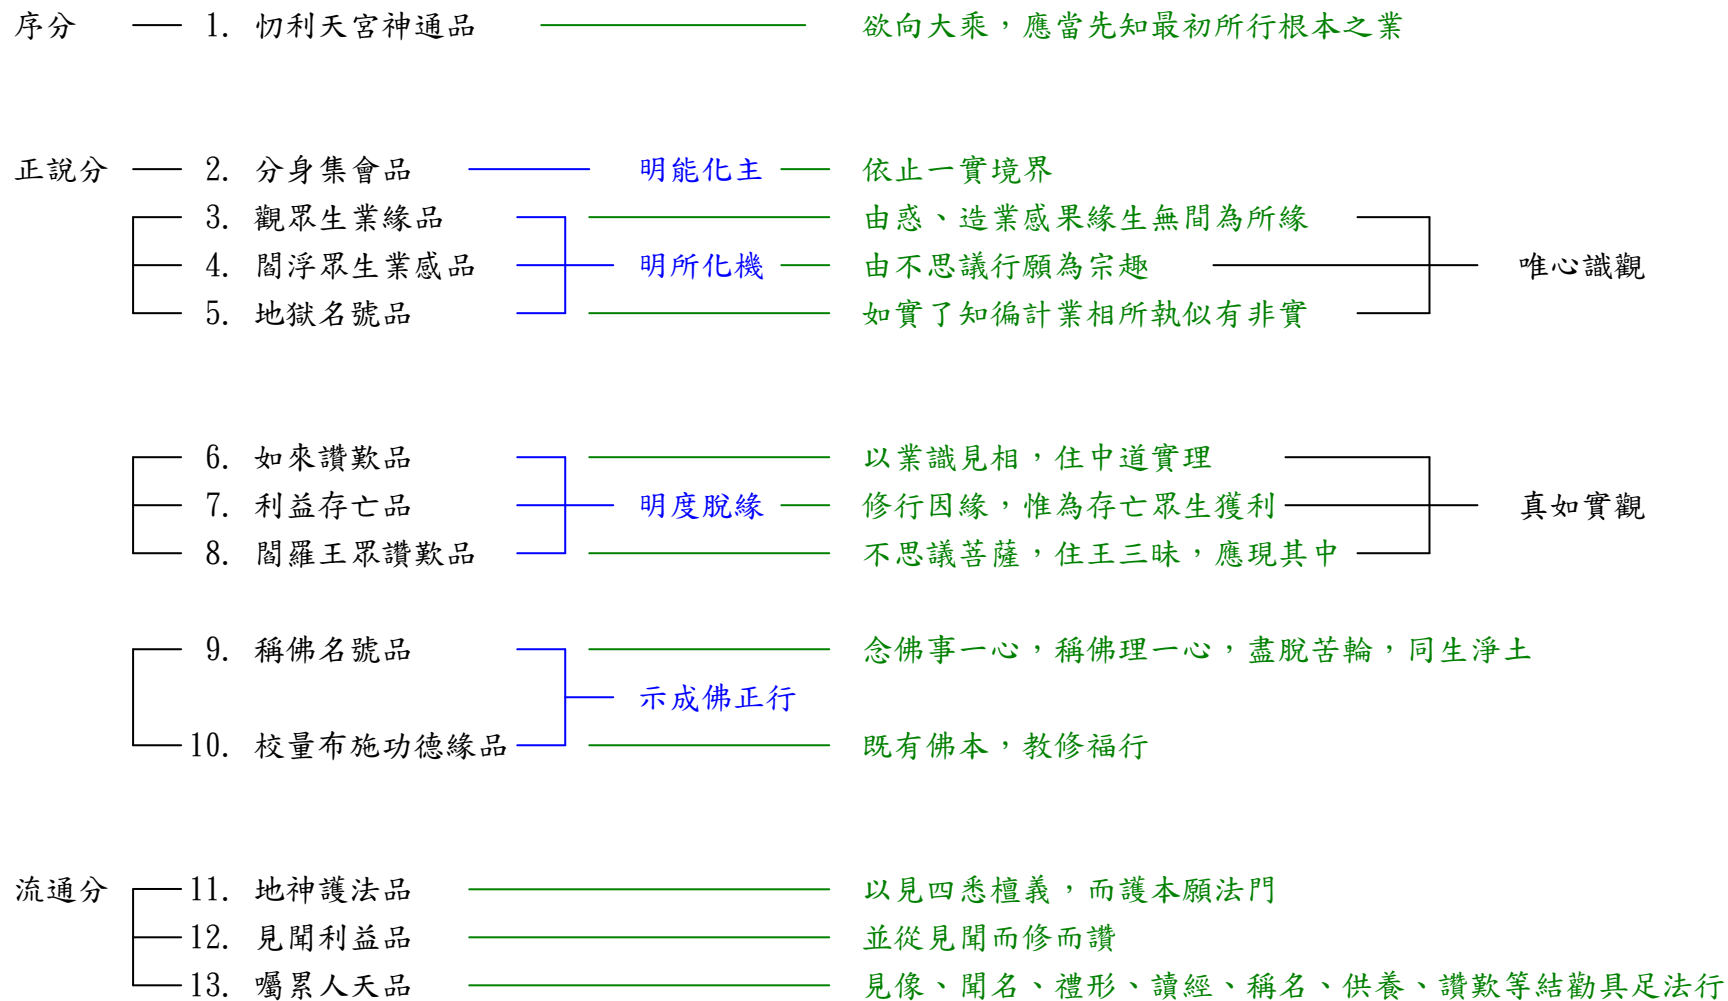 序分 1. 忉利天宮神通品 欲向大乘，應當先知最初所行根本之業
正說分 2. 分身集會品 明能化主 依止一實境界
3. 觀眾生業緣品 由惑、造業感果緣生無間為所緣
4. 閻浮眾生業感品 明所化機 由不思議行願為宗趣 唯心識觀
5. 地獄名號品 如實了知徧計業相所執似有非實
6. 如來讚歎品 以業識見相，住中道實理
7. 利益存亡品 明度脫緣 修行因緣，惟為存亡眾生獲利 真如實觀
8. 閻羅王眾讚歎品 不思議菩薩，住王三昧，應現其中
9. 稱佛名號品 念佛事一心，稱佛理一心，盡脫苦輪，同生淨土
示成佛正行
10. 校量布施功德緣品 既有佛本，教修福行
流通分 11. 地神護法品 以見四悉檀義，而護本願法門
12. 見聞利益品 並從見聞而修而讚
13. 囑累人天品 見像、聞名、禮形、讀經、稱名、供養、讚歎等結勸具足法行